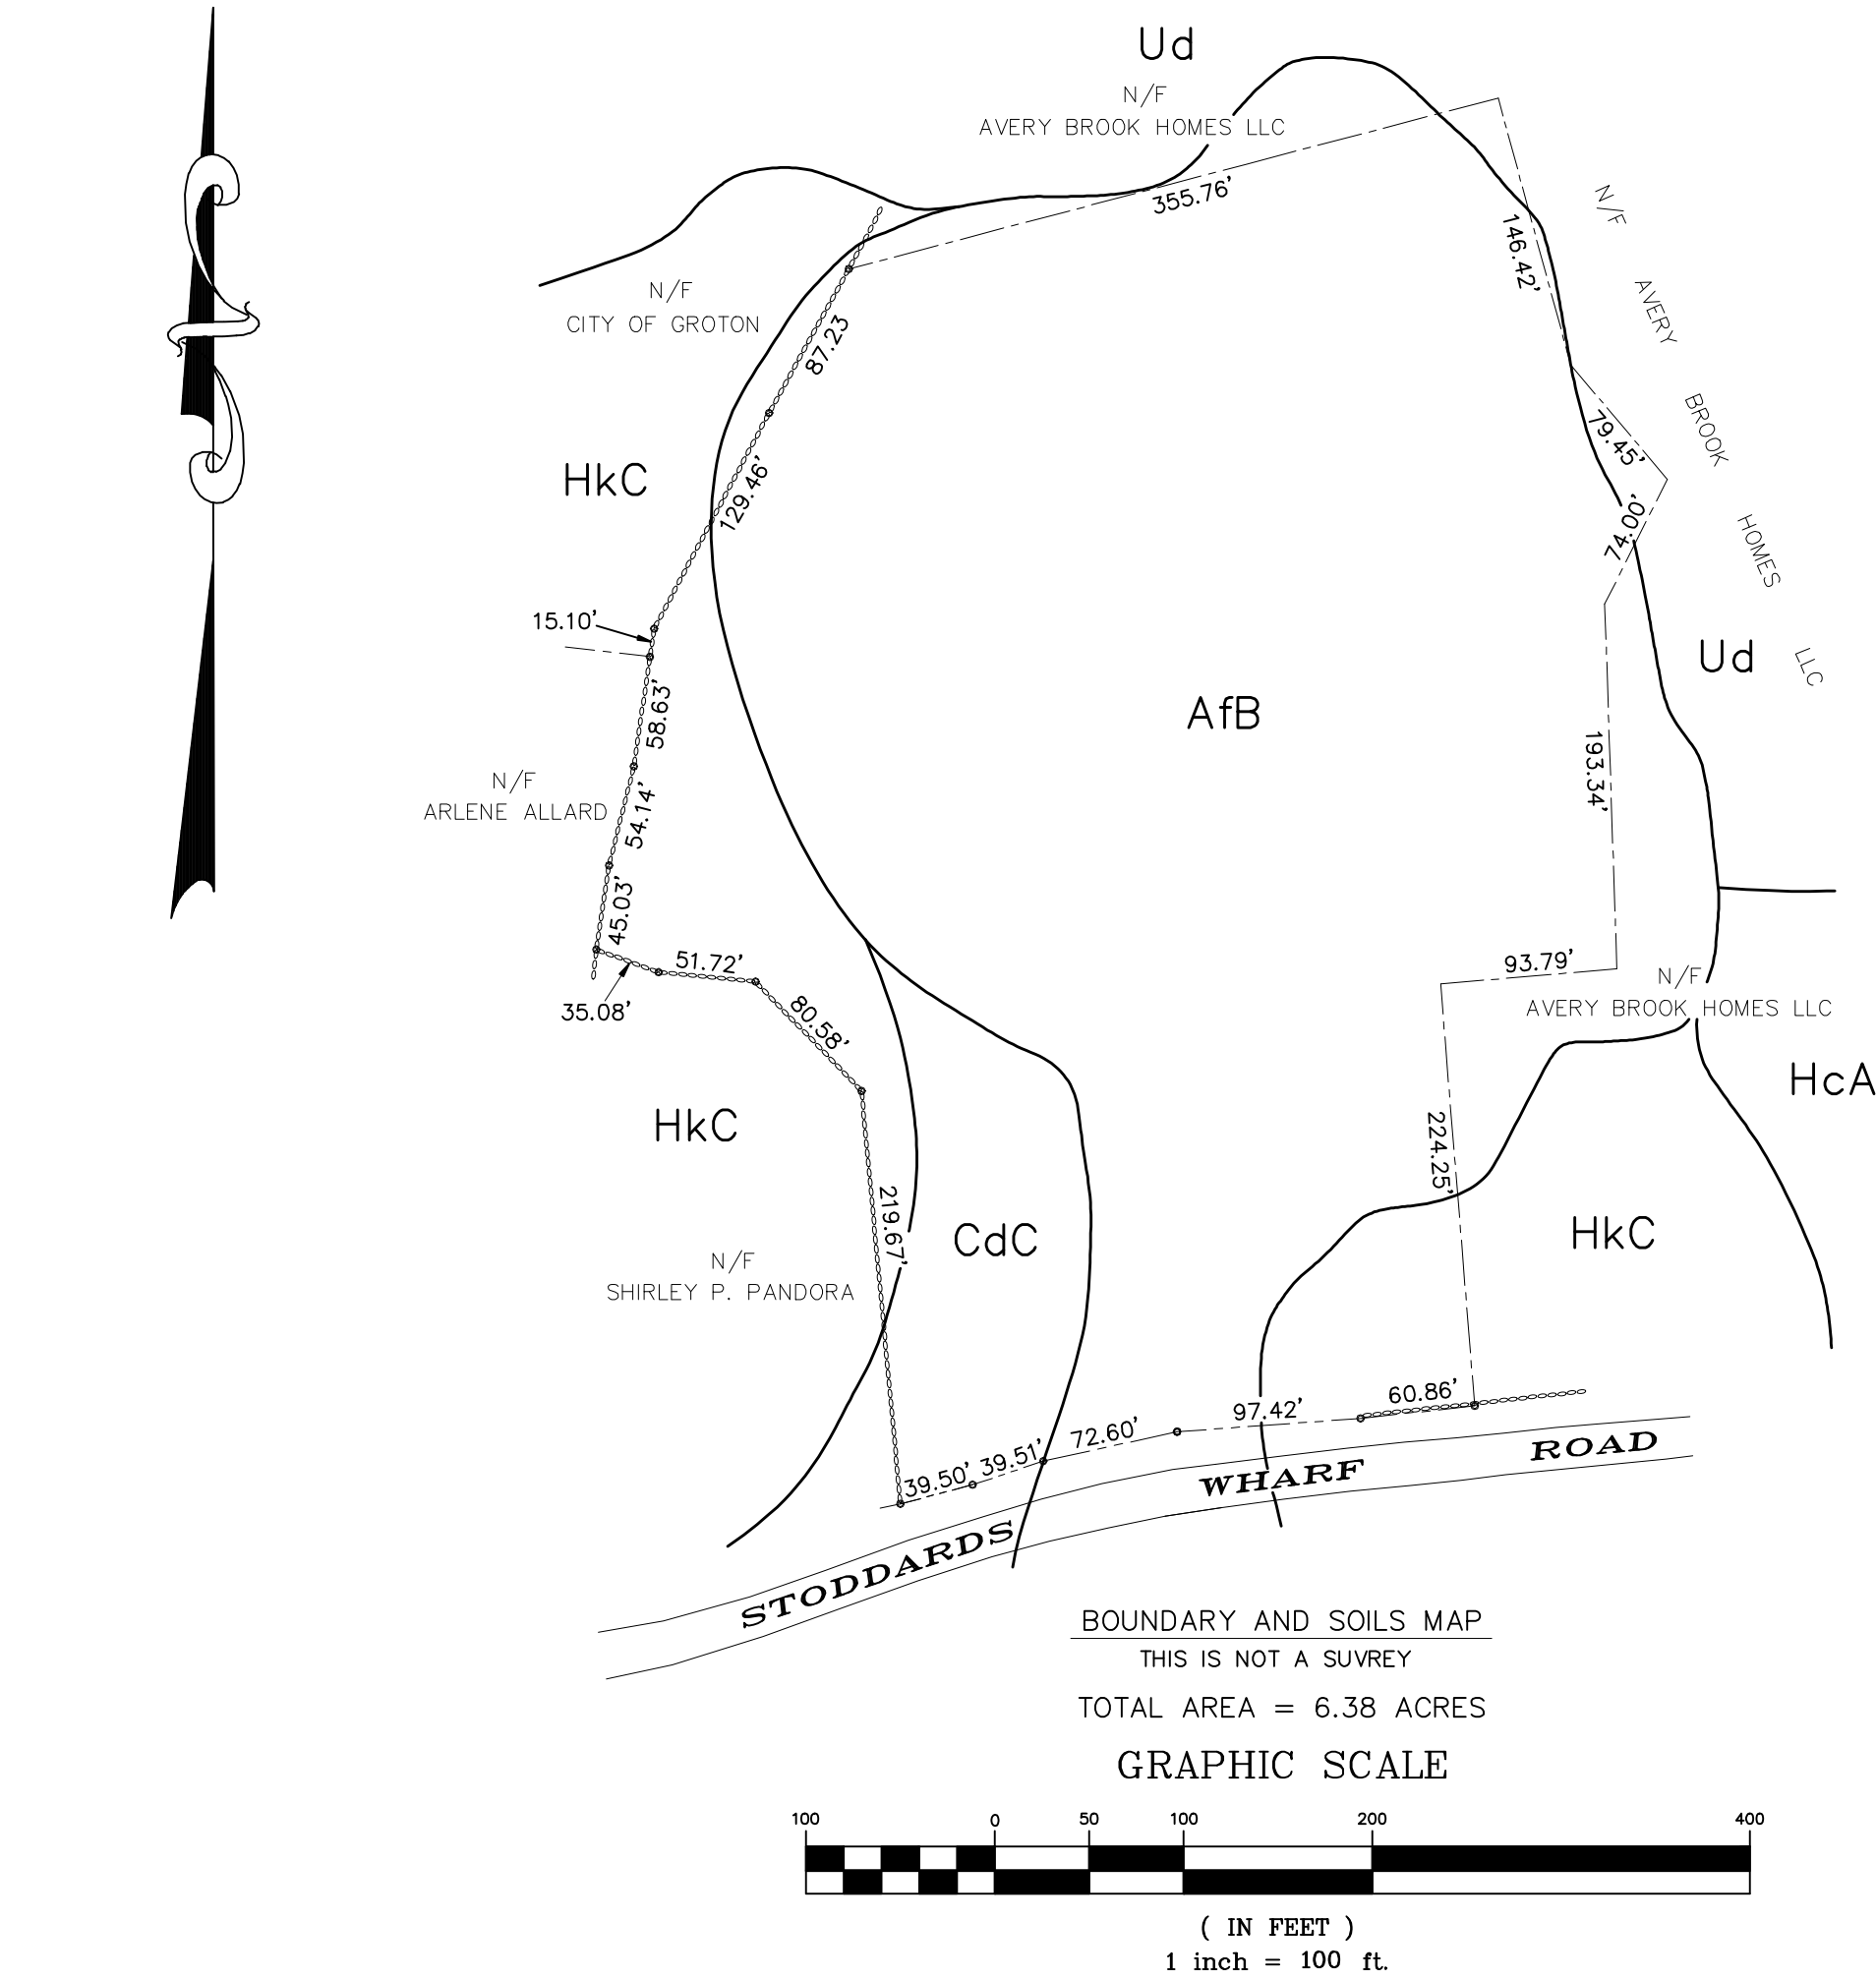 Ud
N/F
AVERY BROOK HOMES LLC
355.76'
146.42'
N/F AVERY BROOK HOMES LLC
N/F
CITY OF GROTON
87.23
129.46'
HkC
79.45'
74.00'
15.10'
58.63'
Ud
AfB
193.34'
N/F
ARLENE ALLARD
54.14'
45.03'
51.72'
35.08'
80.58'
93.79'
N/F
AVERY BROOK HOMES LLC
HcA
HkC
224.25'
219.67'
CdC
HkC
N/F
SHIRLEY P. PANDORA
39.50'
39.51'
72.60'
97.42'
60.86'
STODDARDS WHARF ROAD
BOUNDARY AND SOILS MAP
THIS IS NOT A SUVREY
TOTAL AREA = 6.38 ACRES
GRAPHIC SCALE
100 0 50 100 200 400
( IN FEET )
1 inch = 100 ft.